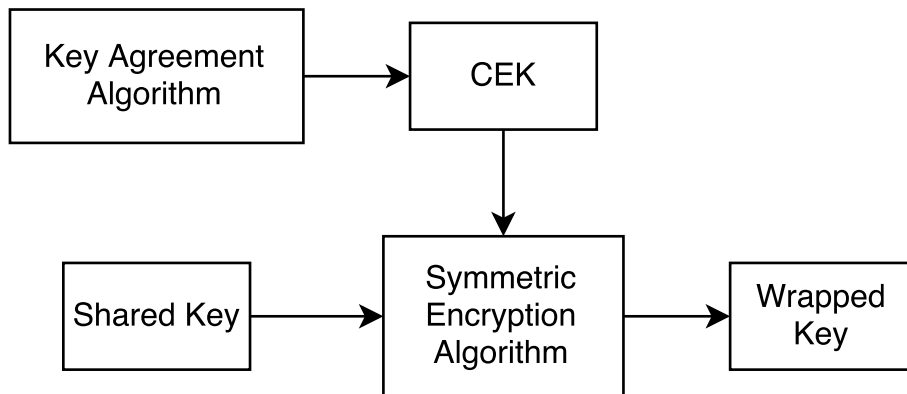 Key Agreement
Algorithm
CEK
Shared Key
Symmetric
Encryption
Algorithm
Wrapped
Key